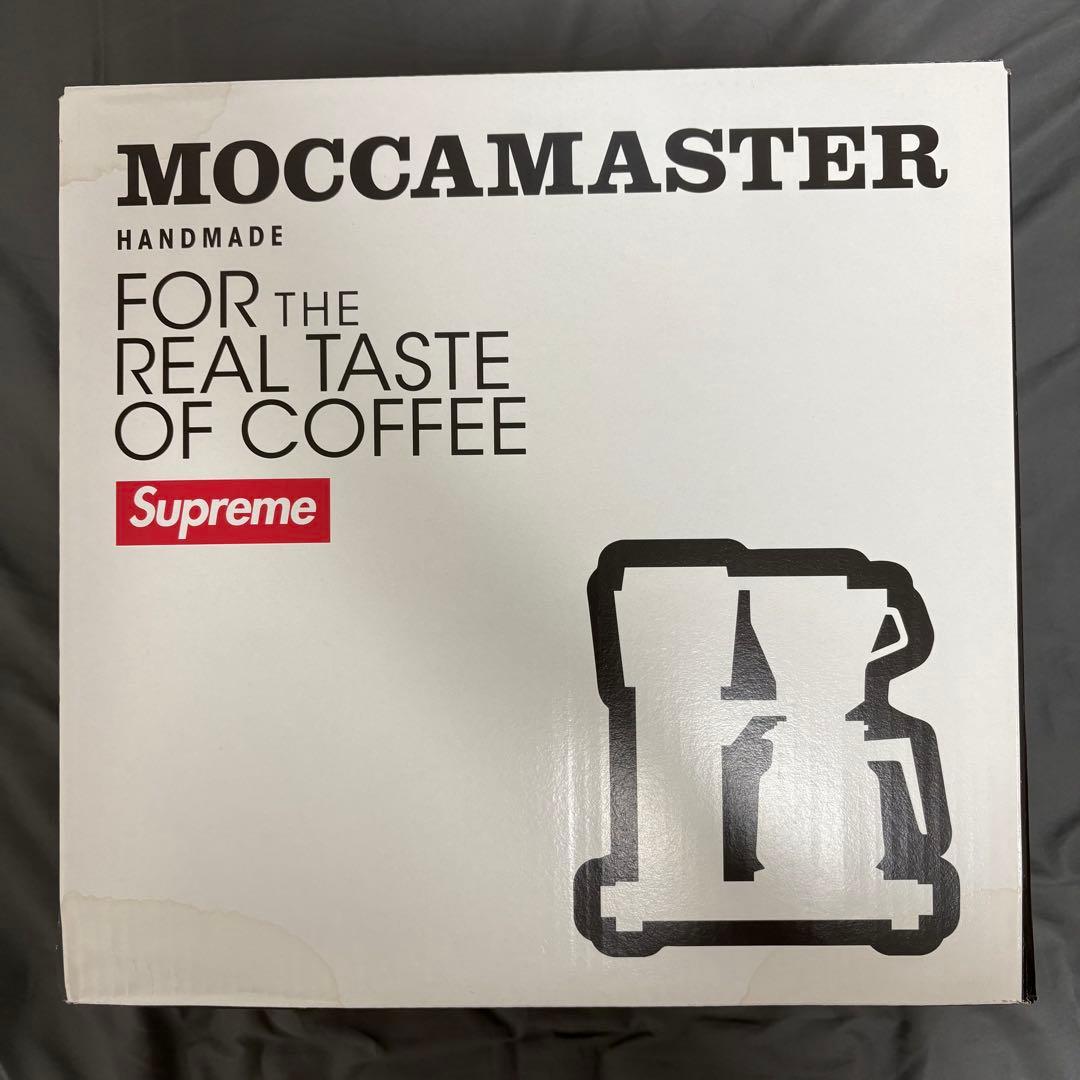 MOCCAMASTER
HANDMADE
FOR THE
REAL TASTE
OF COFFEE
Supreme